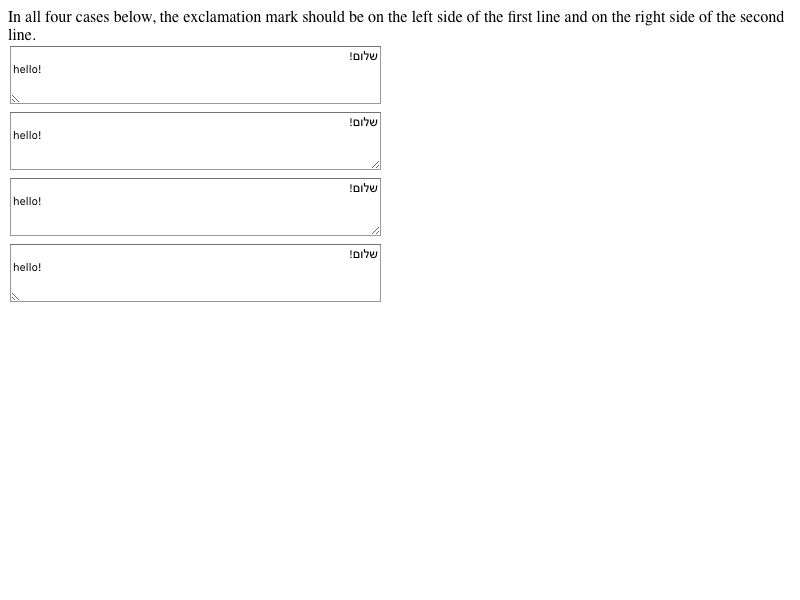 In all four cases below, the exclamation mark should be on the left side of the first line and on the right side of the second
line.
שלום!
hello!
שלום!
hello!
שלום!
hello!
שלום!
hello!